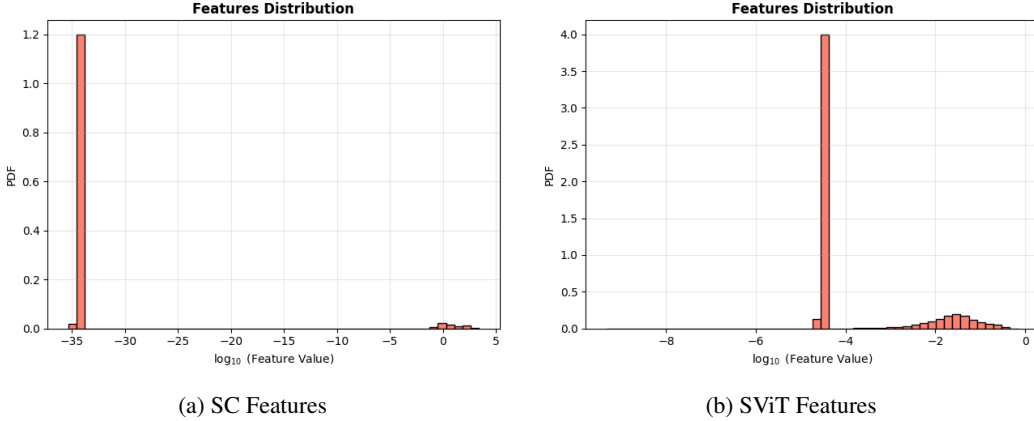 Features Distribution
PDF
1.2
1.0
0.8
0.6
0.4
0.2
0.0
−35 −30 −25 −20 −15 −10 −5 0 5
log10 (Feature Value)
(a) SC Features
Features Distribution
PDF
4.0
3.5
3.0
2.5
2.0
1.5
1.0
0.5
0.0
−8 −6 −4 −2 0
log10 (Feature Value)
(b) SViT Features